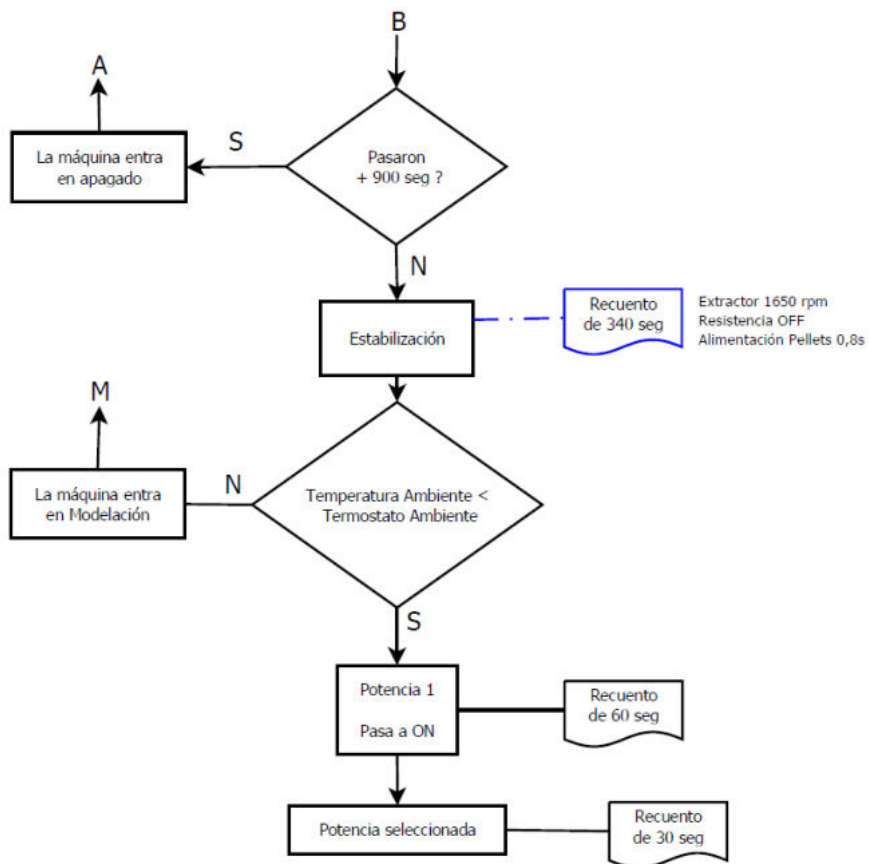 B
A
La máquina entra
en apagado
S
Pasaron
+ 900 seg ?
N
Estabilización
Recuento
de 340 seg
Extractor 1650 rpm
Resistencia OFF
Alimentación Pellets 0,8s
M
La máquina entra
en Modelación
N
Temperatura Ambiente <
Termostato Ambiente
S
Potencia 1
Pasa a ON
Recuento
de 60 seg
Potencia seleccionada
Recuento
de 30 seg